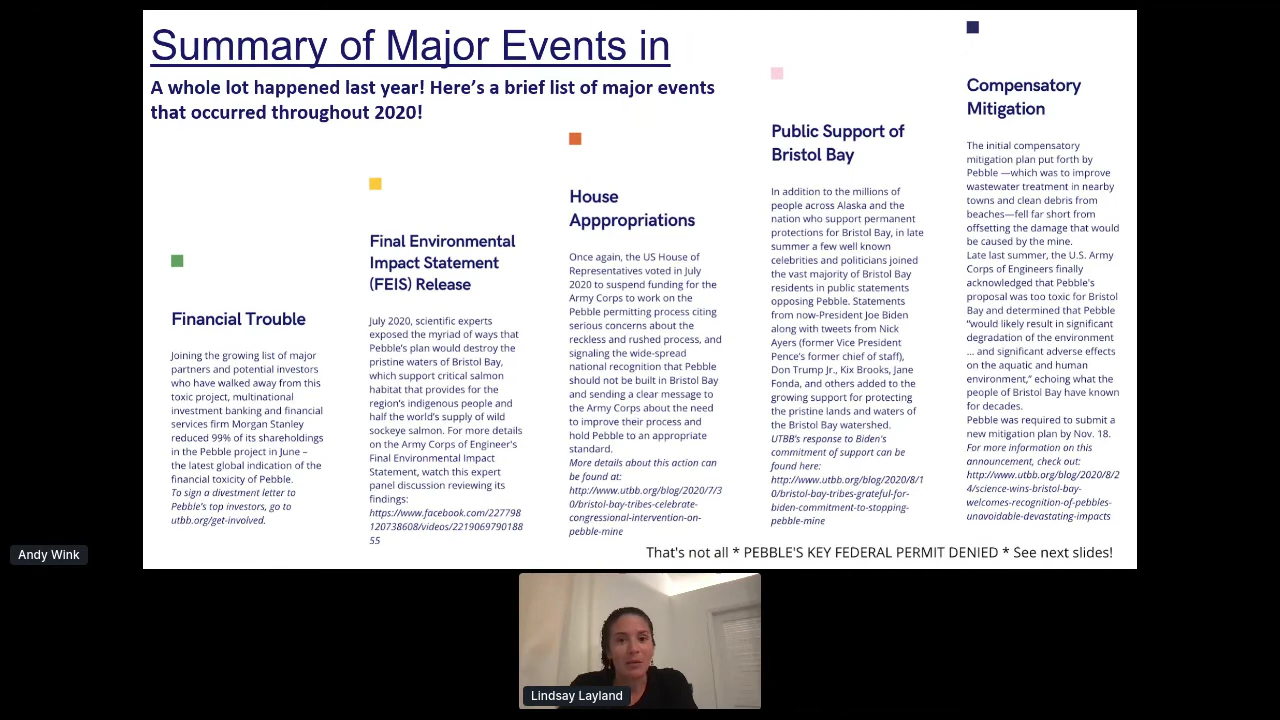 Summary of Major Events in
A whole lot happened last year! Here's a brief list of major events
that occurred throughout 2020!
Financial Trouble
Joining the growing list of major
partners and potential investors
who have walked away from this
toxic project, multinational
investment banking and financial
services firm Morgan Stanley
reduced 99% of its shareholdings
in the Pebble project in June –
the latest global indication of the
financial toxicity of Pebble.
To sign a divestment letter to
Pebble's top investors, go to
utbb.org/get-involved.
Final Environmental
Impact Statement
(FEIS) Release
July 2020, scientific experts
exposed the myriad of ways that
Pebble's plan would destroy the
pristine waters of Bristol Bay,
which support critical salmon
habitat that provides for the
region's indigenous people and
half the world's supply of wild
sockeye salmon. For more details
on the Army Corps of Engineer's
Final Environmental Impact
Statement, watch this expert
panel discussion reviewing its
findings:
https://www.facebook.com/227798
120738608/videos/2219069790188
55
House
Apppropriations
Once again, the US House of
Representatives voted in July
2020 to suspend funding for the
Army Corps to work on the
Pebble permitting process citing
serious concerns about the
reckless and rushed process, and
signaling the wide-spread
national recognition that Pebble
should not be built in Bristol Bay
and sending a clear message to
the Army Corps about the need
to improve their process and
hold Pebble to an appropriate
standard.
More details about this action can
be found at:
http://www.utbb.org/blog/2020/7/3
0/bristol-bay-tribes-celebrate-
congressional-intervention-on-
pebble-mine
Public Support of
Bristol Bay
In addition to the millions of
people across Alaska and the
nation who support permanent
protections for Bristol Bay, in late
summer a few well known
celebrities and politicians joined
the vast majority of Bristol Bay
residents in public statements
opposing Pebble. Statements
from now-President Joe Biden
along with tweets from Nick
Ayers (former Vice President
Pence's former chief of staff),
Don Trump Jr., Kix Brooks, Jane
Fonda, and others added to the
growing support for protecting
the pristine lands and waters of
the Bristol Bay watershed.
UTBB's response to Biden's
commitment of support can be
found here:
http://www.utbb.org/blog/2020/8/1
0/bristol-bay-tribes-grateful-for-
biden-commitment-to-stopping-
pebble-mine
Compensatory
Mitigation
The initial compensatory
mitigation plan put forth by
Pebble —which was to improve
wastewater treatment in nearby
towns and clean debris from
beaches—fell far short from
offsetting the damage that would
be caused by the mine.
Late last summer, the U.S. Army
Corps of Engineers finally
acknowledged that Pebble's
proposal was too toxic for Bristol
Bay and determined that Pebble
"would likely result in significant
degradation of the environment
... and significant adverse effects
on the aquatic and human
environment," echoing what the
people of Bristol Bay have known
for decades.
Pebble was required to submit a
new mitigation plan by Nov. 18.
For more information on this
announcement, check out:
http://www.utbb.org/blog/2020/8/2
4/science-wins-bristol-bay-
welcomes-recognition-of-pebbles-
unavoidable-devastating-impacts
That's not all * PEBBLE'S KEY FEDERAL PERMIT DENIED * See next slides!
Andy Wink
Lindsay Layland